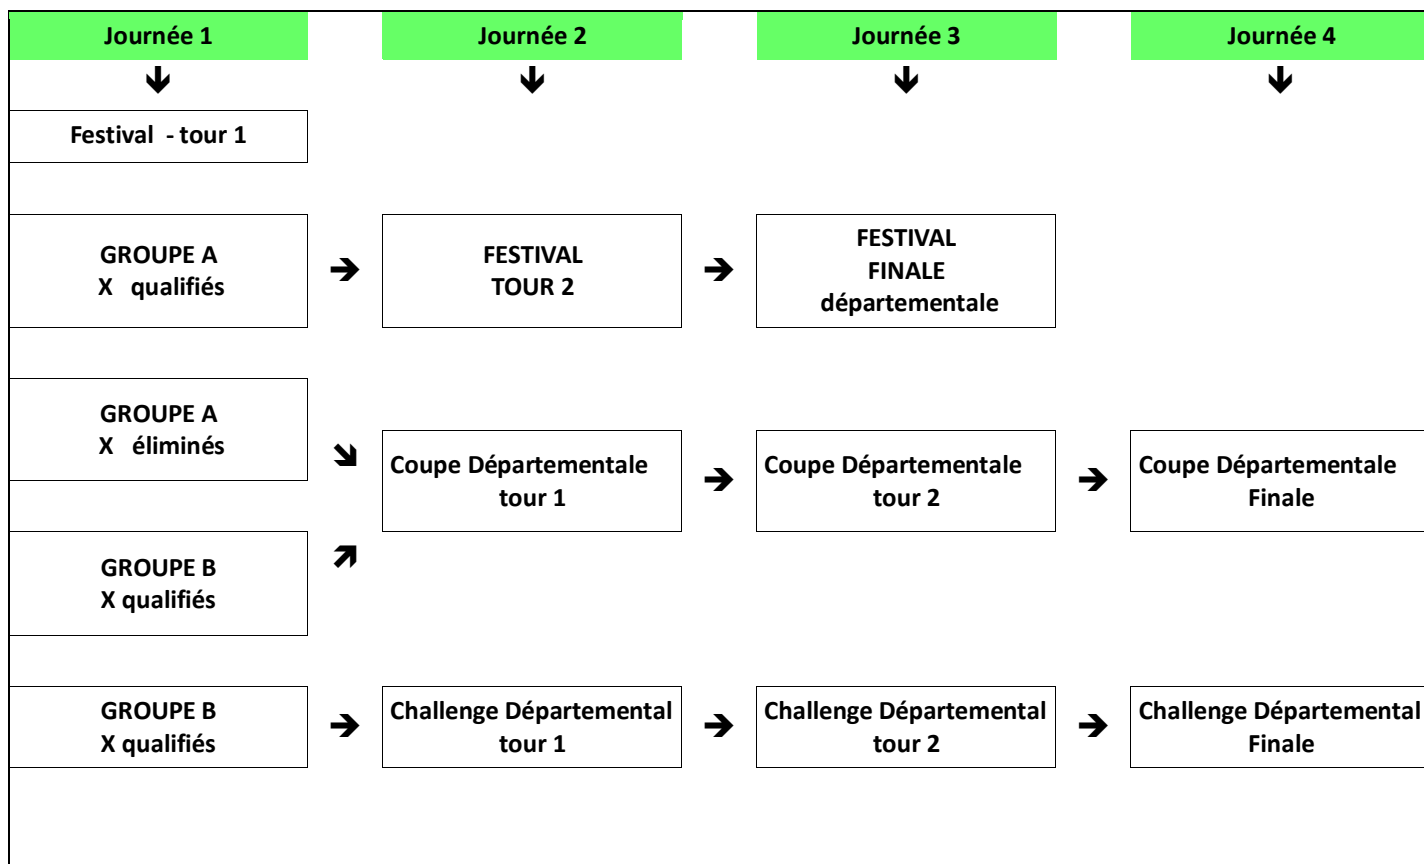 Journée 1
Journée 2
Journée 3
Journée 4
Festival - tour 1
GROUPE A
X qualifiés
FESTIVAL
TOUR 2
FESTIVAL
FINALE
départementale
GROUPE A
X éliminés
Coupe Départementale
tour 1
Coupe Départementale
tour 2
Coupe Départementale
Finale
GROUPE B
X qualifiés
GROUPE B
X qualifiés
Challenge Départemental
tour 1
Challenge Départemental
tour 2
Challenge Départemental
Finale